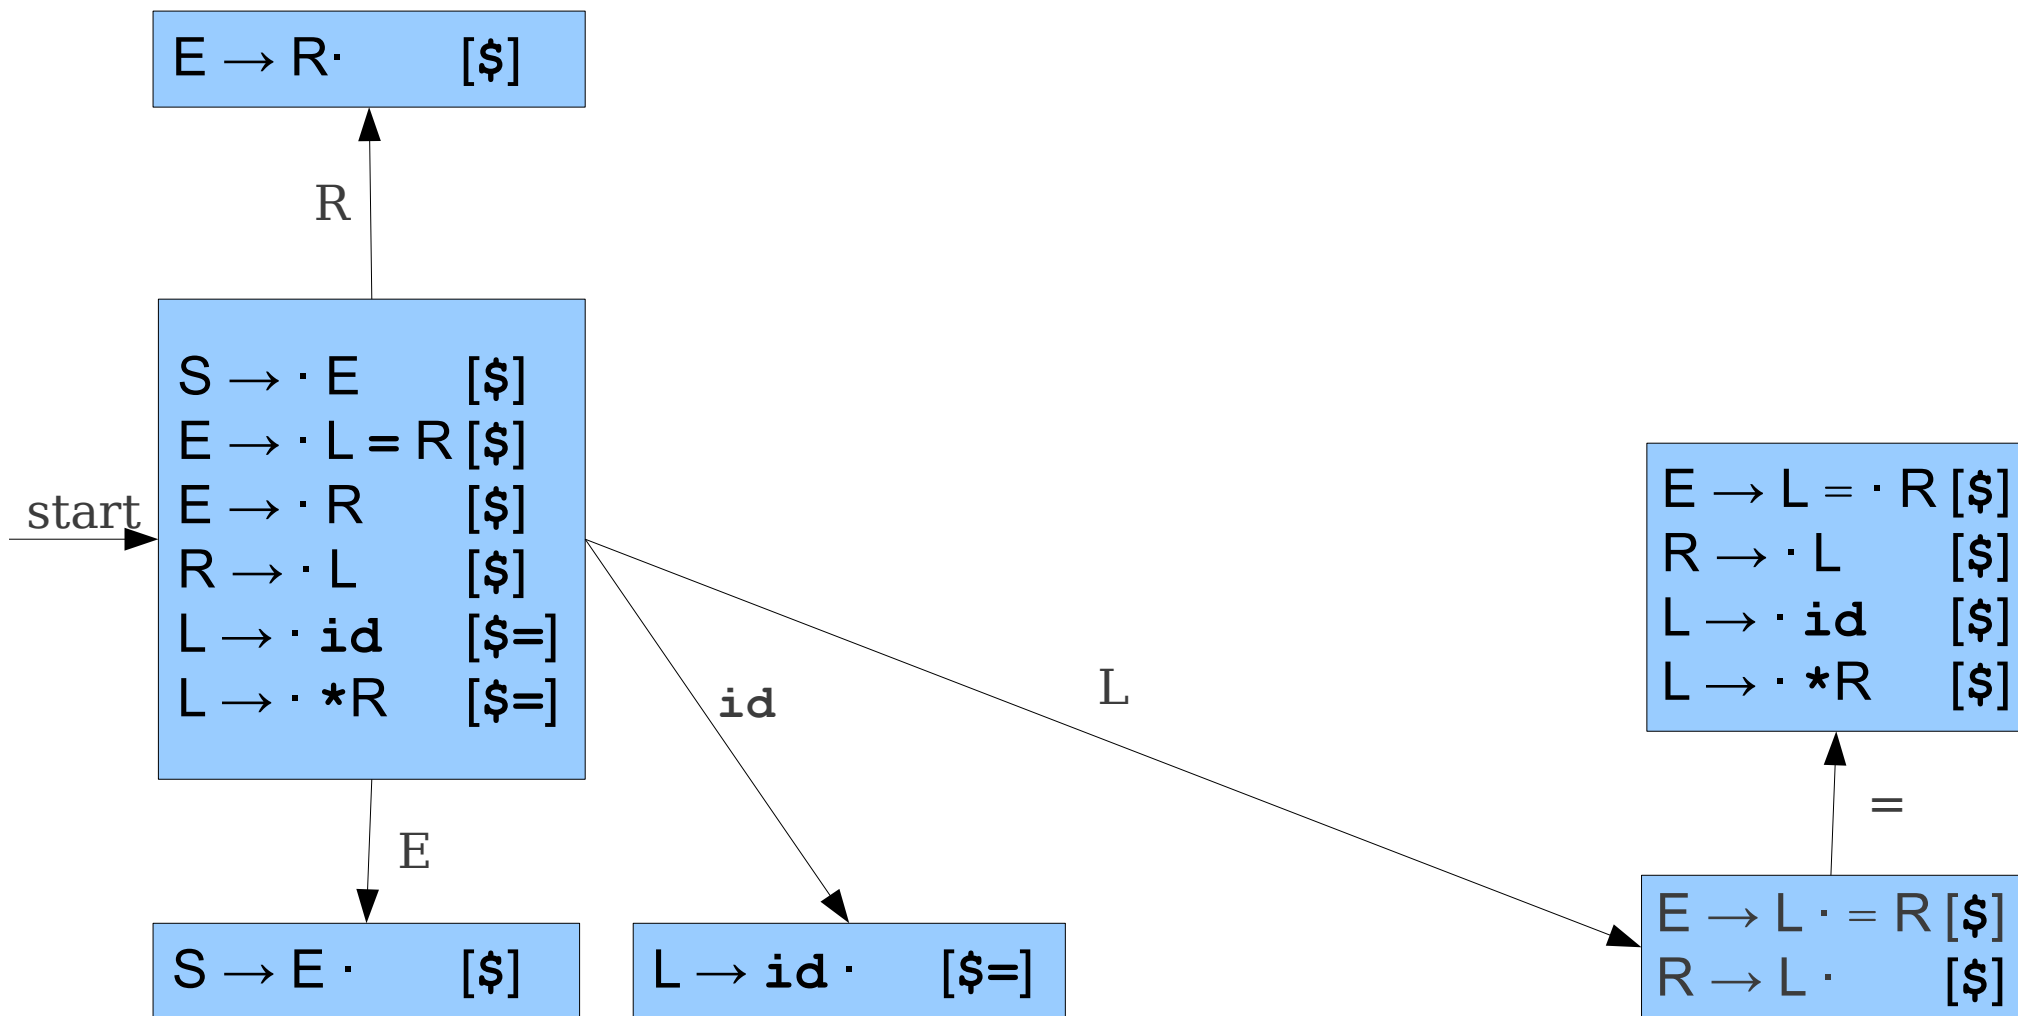 E → R· [$]
R
S → · E [$]
E → · L = R [$]
E → · R [$]
R → · L [$]
L → · id [$=]
L → · *R [$=]
start
E → L = · R [$]
R → · L [$]
L → · id [$]
L → · *R [$]
id
L
=
E
S → E · [$]
L → id · [$=]
E → L · = R [$]
R → L · [$]